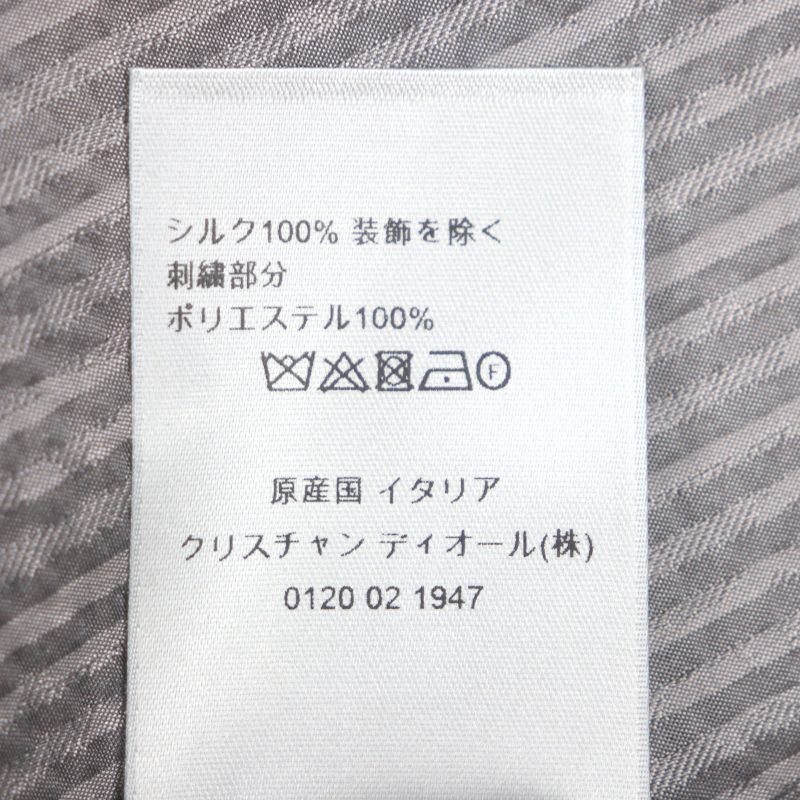 シルク100% 装飾を除く
刺繍部分
ポリエステル100%
F
原産国 イタリア
クリスチャン ディオール(株)
0120 02 1947